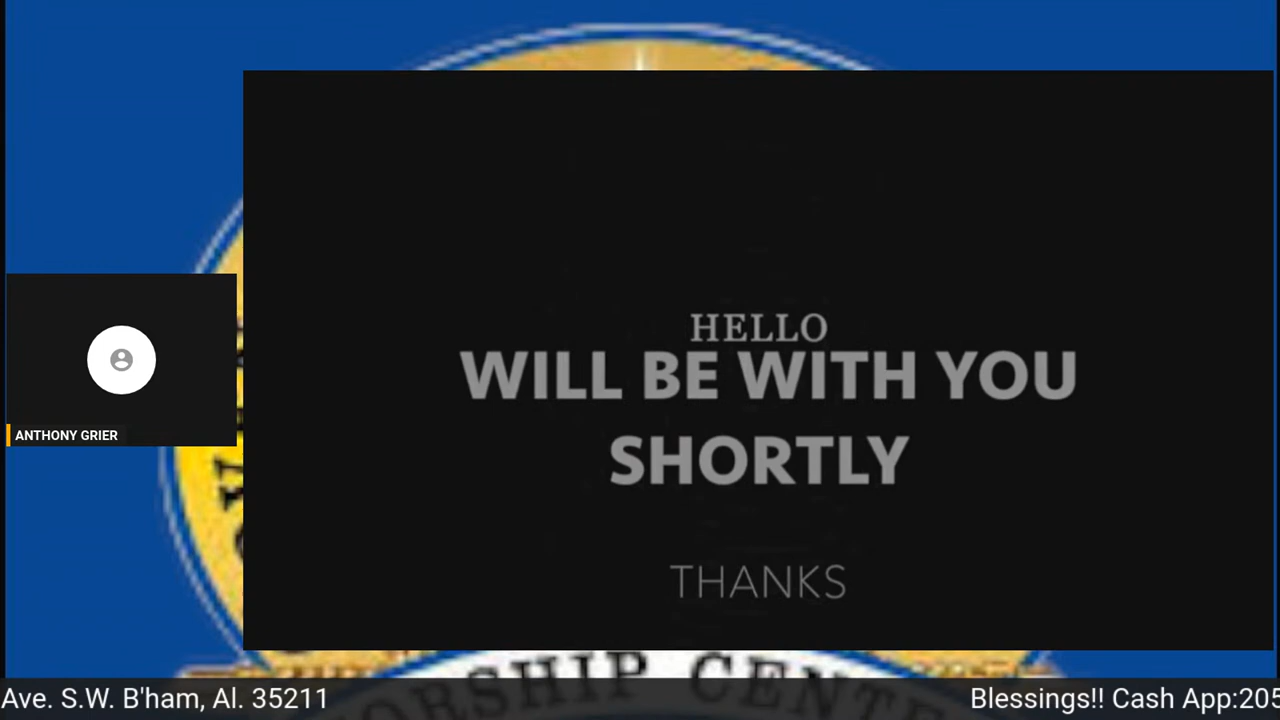 HELLO
WILL BE WITH YOU
SHORTLY
THANKS
ANTHONY GRIER
Ave. S.W. B'ham, Al. 35211
Blessings!! Cash App:205